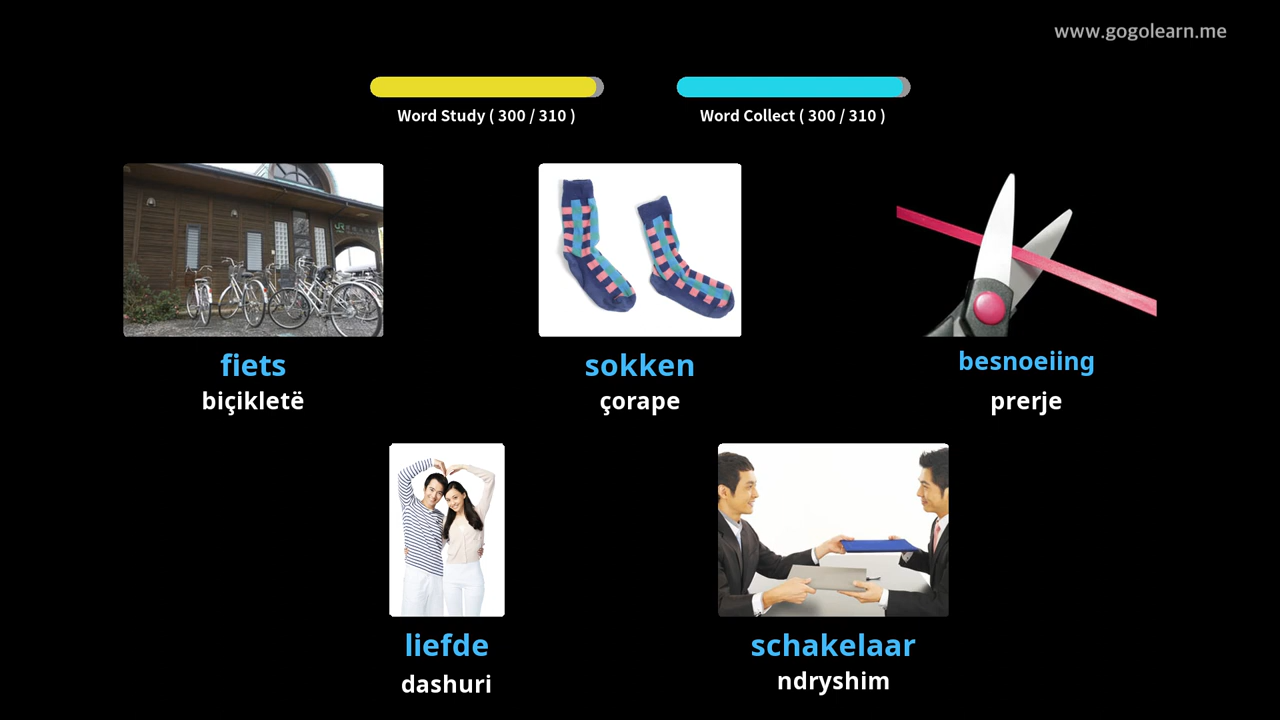 www.gogolearn.me
Word Study ( 300 / 310 )
Word Collect ( 300 / 310 )
fiets
biçikletë
sokken
çorape
besnoeiing
prerje
liefde
dashuri
schakelaar
ndryshim